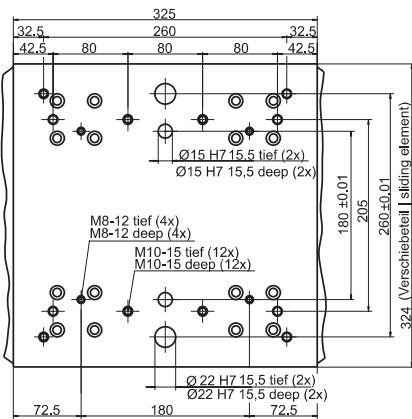 325
32.5 260 32.5
42.5 80 80 80 42.5
Ø15 H7 15,5 tief (2x)
Ø15 H7 15,5 deep (2x)
M8-12 tief (4x)
M8-12 deep (4x)
M10-15 tief (12x)
M10-15 deep (12x)
180 ±0.01
205
260±0.01
324 (Verschiebeteil | sliding element)
Ø 22 H7 15,5 tief (2x)
Ø22 H7 15,5 deep (2x)
72.5 180 72.5